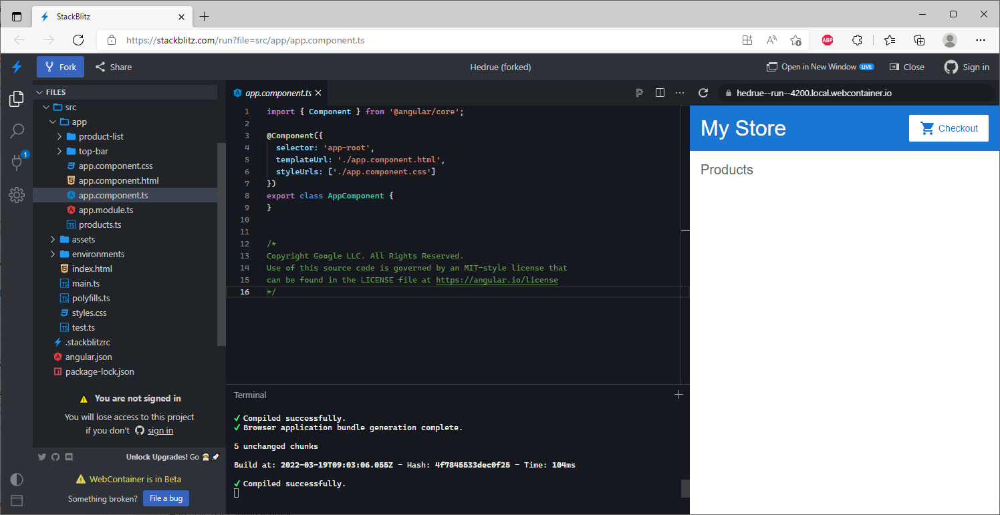 StackBlitz
https://stackblitz.com/run?file=src/app/app.component.ts
ABP
Fork
Share
Hedrue (forked)
Open in New Window LIVE
Close
Sign in
FILES
src
app
product-list
top-bar
app.component.css
app.component.html
app.component.ts
app.module.ts
products.ts
assets
environments
index.html
main.ts
polyfills.ts
styles.css
test.ts
.stackblitzrc
angular.json
package-lock.json
1
You are not signed in
You will lose access to this project
if you don't sign in
Unlock Upgrades! Go
WebContainer is in Beta
Something broken? File a bug
app.component.ts
1 import { Component } from '@angular/core';
2
3 @Component({
4 selector: 'app-root',
5 templateUrl: './app.component.html',
6 styleUrls: ['./app.component.css']
7 })
8 export class AppComponent {
9 }
10
11
12 /*
13 Copyright Google LLC. All Rights Reserved.
14 Use of this source code is governed by an MIT-style license that
15 can be found in the LICENSE file at https://angular.io/license
16 */
Terminal
✓ Compiled successfully.
✓ Browser application bundle generation complete.
5 unchanged chunks
Build at: 2022-03-19T09:03:06.055Z - Hash: 4f7845533dec0f25 - Time: 104ms
✓ Compiled successfully.
hedrue--run--4200.local.webcontainer.io
My Store
Checkout
Products